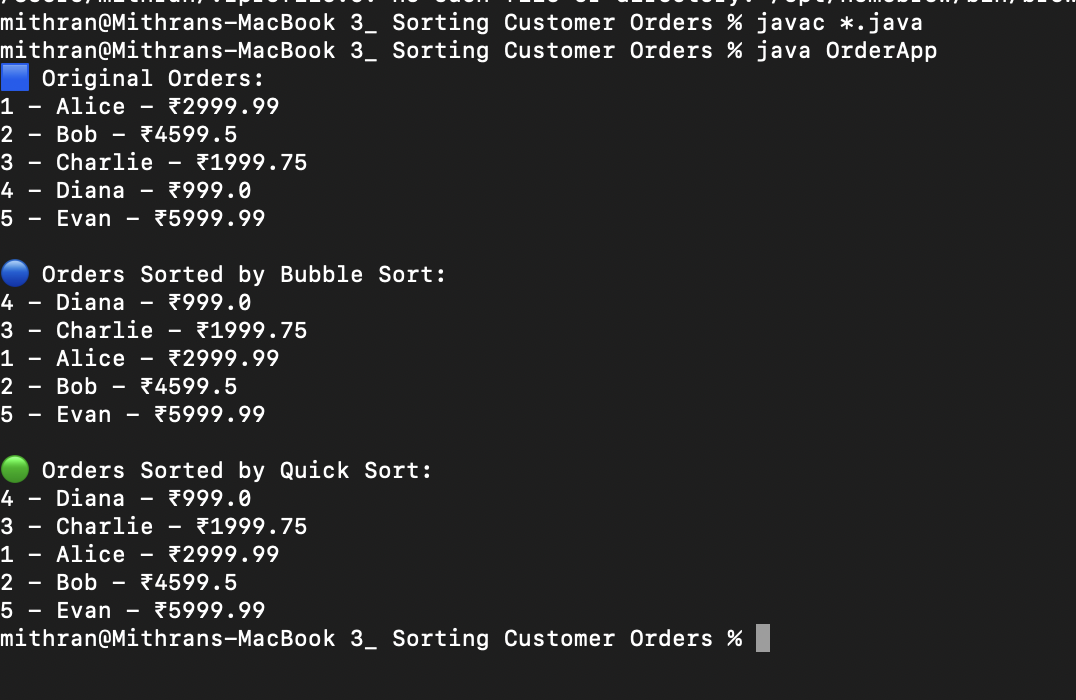 mithran@Mithrans-MacBook 3_ Sorting Customer Orders % javac *.java
mithran@Mithrans-MacBook 3_ Sorting Customer Orders % java OrderApp
🟦 Original Orders:
1 - Alice - ₹2999.99
2 - Bob - ₹4599.5
3 - Charlie - ₹1999.75
4 - Diana - ₹999.0
5 - Evan - ₹5999.99
🔵 Orders Sorted by Bubble Sort:
4 - Diana - ₹999.0
3 - Charlie - ₹1999.75
1 - Alice - ₹2999.99
2 - Bob - ₹4599.5
5 - Evan - ₹5999.99
🟢 Orders Sorted by Quick Sort:
4 - Diana - ₹999.0
3 - Charlie - ₹1999.75
1 - Alice - ₹2999.99
2 - Bob - ₹4599.5
5 - Evan - ₹5999.99
mithran@Mithrans-MacBook 3_ Sorting Customer Orders %